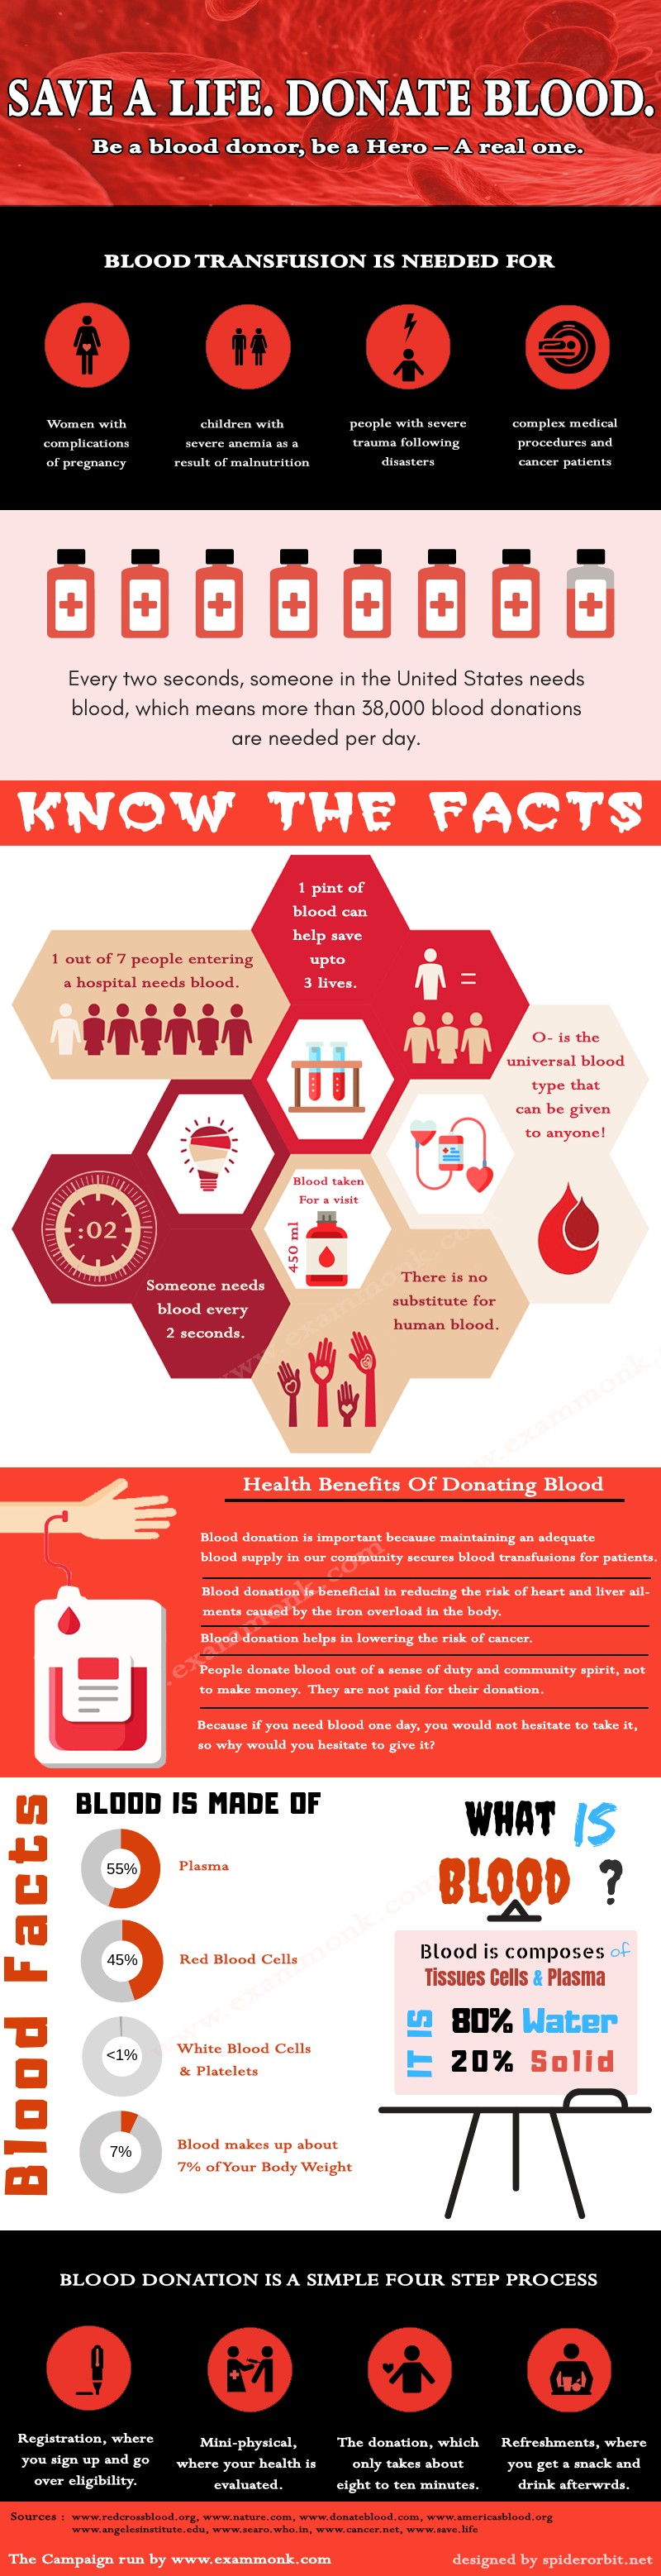 SAVE A LIFE. DONATE BLOOD.
Be a blood donor, be a Hero – A real one.
BLOOD TRANSFUSION IS NEEDED FOR
Women with
complications
of pregnancy
children with
severe anemia as a
result of malnutrition
people with severe
trauma following
disasters
complex medical
procedures and
cancer patients
Every two seconds, someone in the United States needs
blood, which means more than 38,000 blood donations
are needed per day.
KNOW THE FACTS
1 pint of
blood can
help save
upto
3 lives.
1 out of 7 people entering
a hospital needs blood.
=
O- is the
universal blood
type that
can be given
to anyone!
:02
Someone needs
blood every
2 seconds.
Blood taken
For a visit
450 ml
There is no
substitute for
human blood.
www.exammonk.com
Health Benefits Of Donating Blood
Blood donation is important because maintaining an adequate
blood supply in our community secures blood transfusions for patients.
Blood donation is beneficial in reducing the risk of heart and liver ail-
ments caused by the iron overload in the body.
Blood donation helps in lowering the risk of cancer.
People donate blood out of a sense of duty and community spirit, not
to make money. They are not paid for their donation.
Because if you need blood one day, you would not hesitate to take it,
so why would you hesitate to give it?
Blood Facts
BLOOD IS MADE OF
55%
Plasma
45%
Red Blood Cells
<1%
White Blood Cells
& Platelets
7%
Blood makes up about
7% of Your Body Weight
WHAT IS
BLOOD ?
Blood is composes of
Tissues Cells & Plasma
IT IS
80% Water
20% Solid
www.exammonk.com
BLOOD DONATION IS A SIMPLE FOUR STEP PROCESS
Registration, where
you sign up and go
over eligibility.
Mini-physical,
where your health is
evaluated.
The donation, which
only takes about
eight to ten minutes.
Refreshments, where
you get a snack and
drink afterwrds.
Sources : www.redcrossblood.org, www.nature.com, www.donateblood.com, www.americasblood.org
www.angelesinstitute.edu, www.searo.who.in, www.cancer.net, www.save.life
The Campaign run by www.exammonk.com
designed by spiderorbit.net